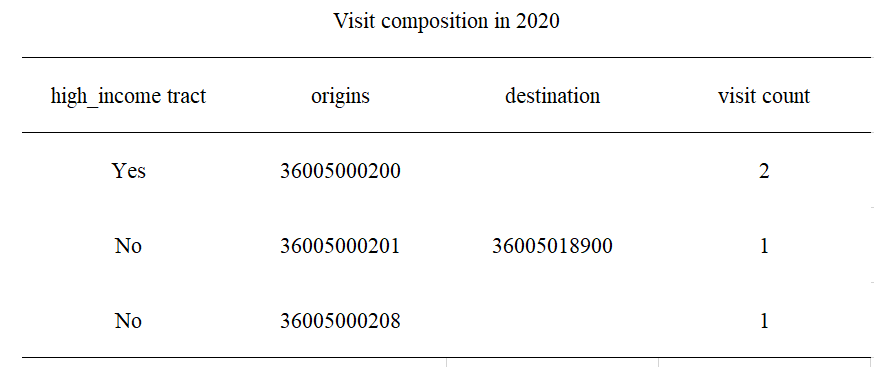 Visit composition in 2020
high_income tract origins destination visit count
Yes 36005000200 2
No 36005000201 36005018900 1
No 36005000208 1